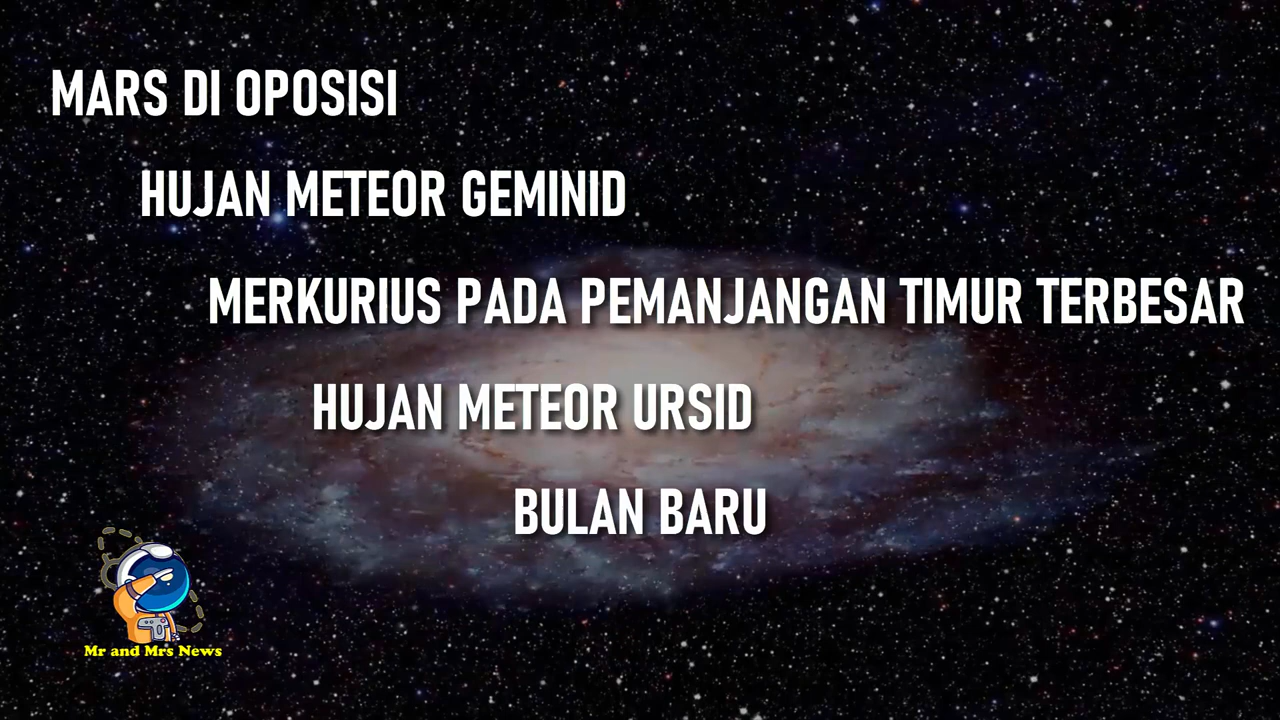 MARS DI OPOSISI
HUJAN METEOR GEMINID
MERKURIUS PADA PEMANJANGAN TIMUR TERBESAR
HUJAN METEOR URSID
BULAN BARU
Mr and Mrs News